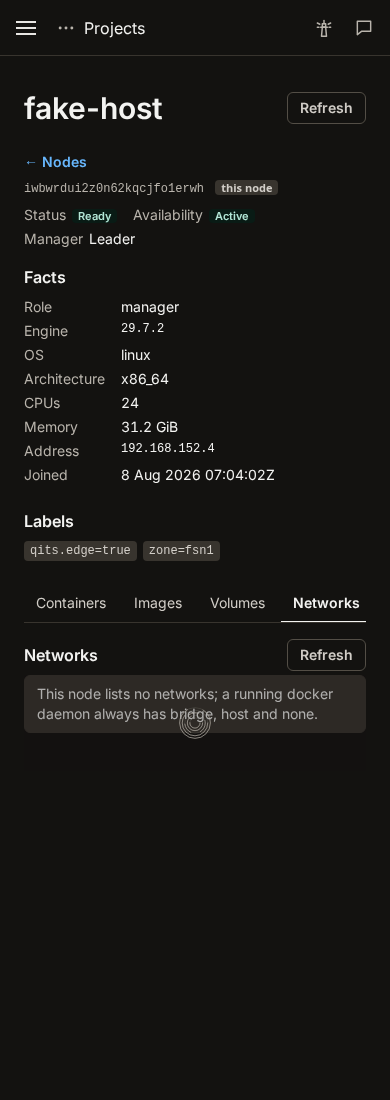 Projects
fake-host
Refresh
← Nodes
iwbwrdui2z0n62kqcjfo1erwh this node
Status Ready Availability Active
Manager Leader
Facts
Role manager
Engine 29.7.2
OS linux
Architecture x86_64
CPUs 24
Memory 31.2 GiB
Address 192.168.152.4
Joined 8 Aug 2026 07:04:02Z
Labels
qits.edge=true zone=fsn1
Containers Images Volumes Networks
Networks
Refresh
This node lists no networks; a running docker
daemon always has bridge, host and none.